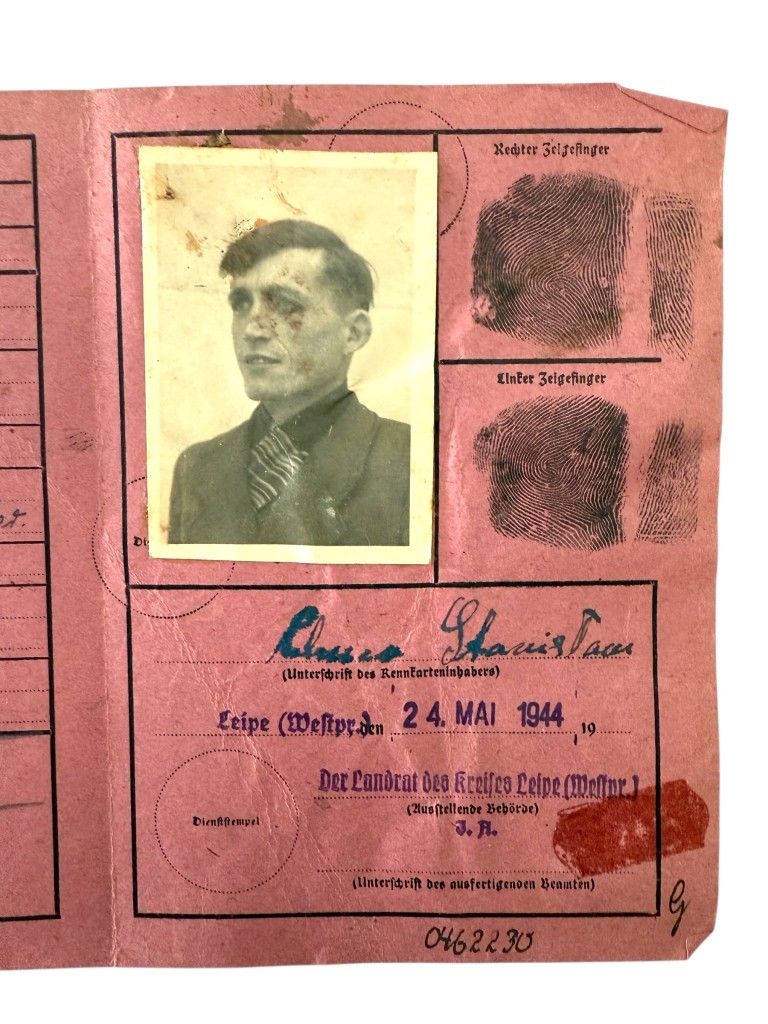 Rechter Zeigefinger
Linker Zeigefinger
Stanisław
(Unterschrift des Kennkarteninhabers)
Leipe (Westpr.) den 24. MAI 1944 19
Der Landrat des Kreises Leipe (Westpr.)
(Ausstellende Behörde)
J. A.
Dienststempel
(Unterschrift des ausfertigenden Beamten)
G
0462230